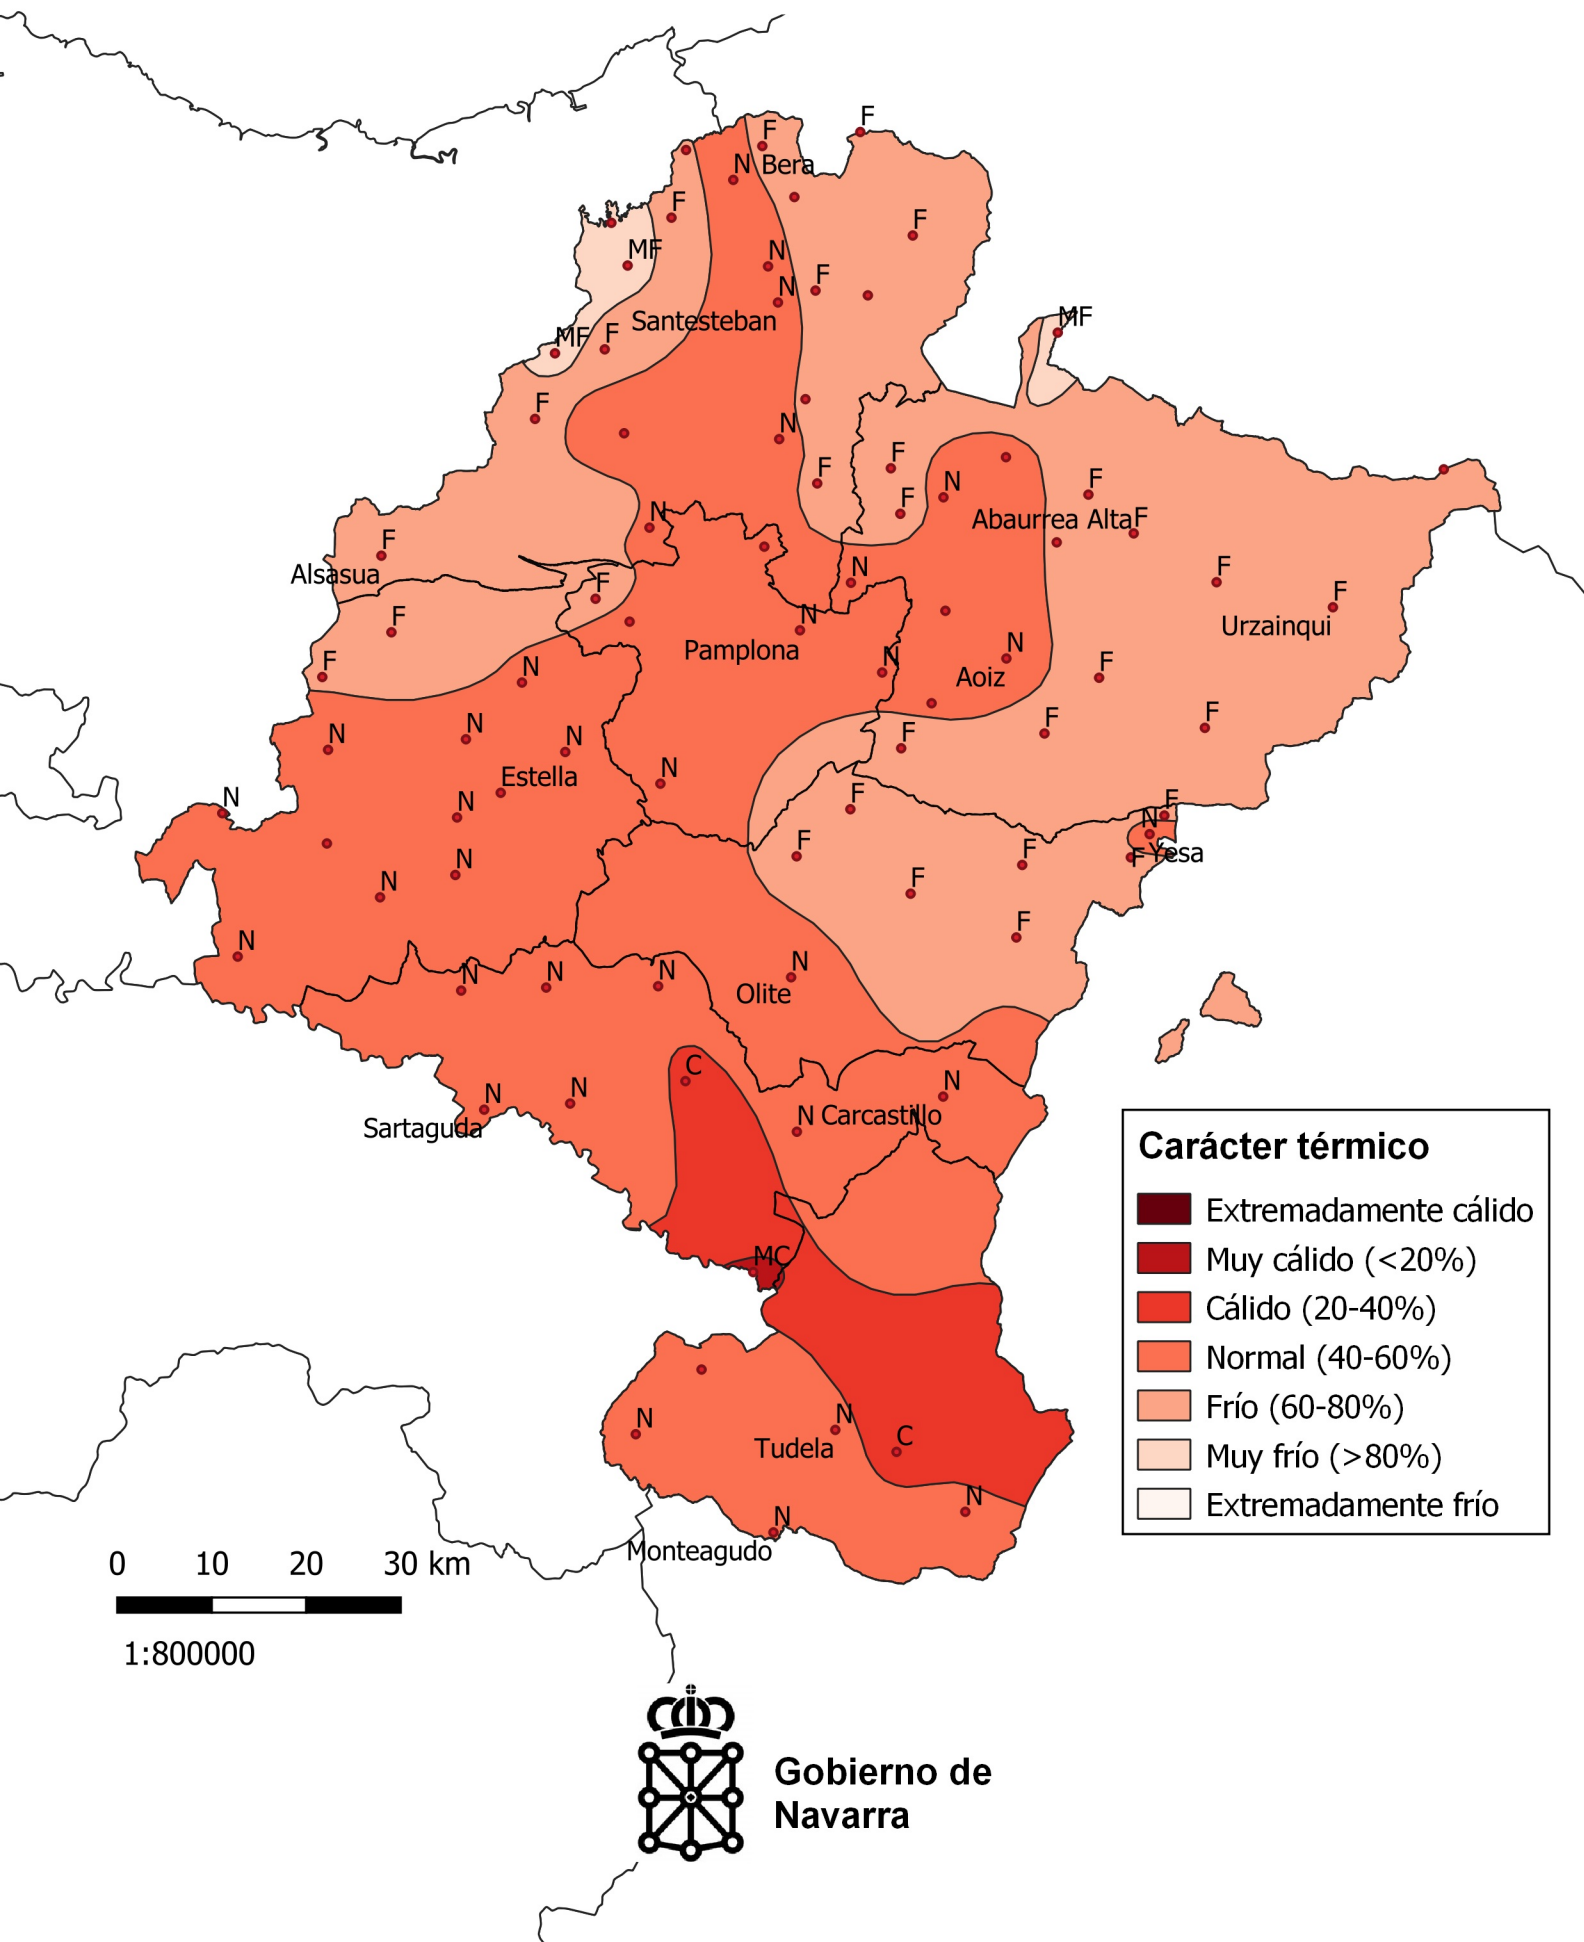 F
F
N Bera
F
F
MF
N
N
F
Santesteban
MF
MF
F
F
N
F
F
N
F
F
N
Abaurrea Alta
F
F
Alsasua
N
F
F
F
Urzainqui
F
N
Pamplona
N
N
Aoiz
F
F
N
N
N
N
F
F
F
Estella
N
N
N
F
F
N
F
N
F
F
Yesa
N
F
N
F
N
N
N
N
N
Olite
C
N
N
N
N Carcastillo
Sartaguda
MC
N
N
C
Tudela
N
N
Monteagudo
Carácter térmico
Extremadamente cálido
Muy cálido (<20%)
Cálido (20-40%)
Normal (40-60%)
Frío (60-80%)
Muy frío (>80%)
Extremadamente frío
0 10 20 30 km
1:800000
Gobierno de
Navarra